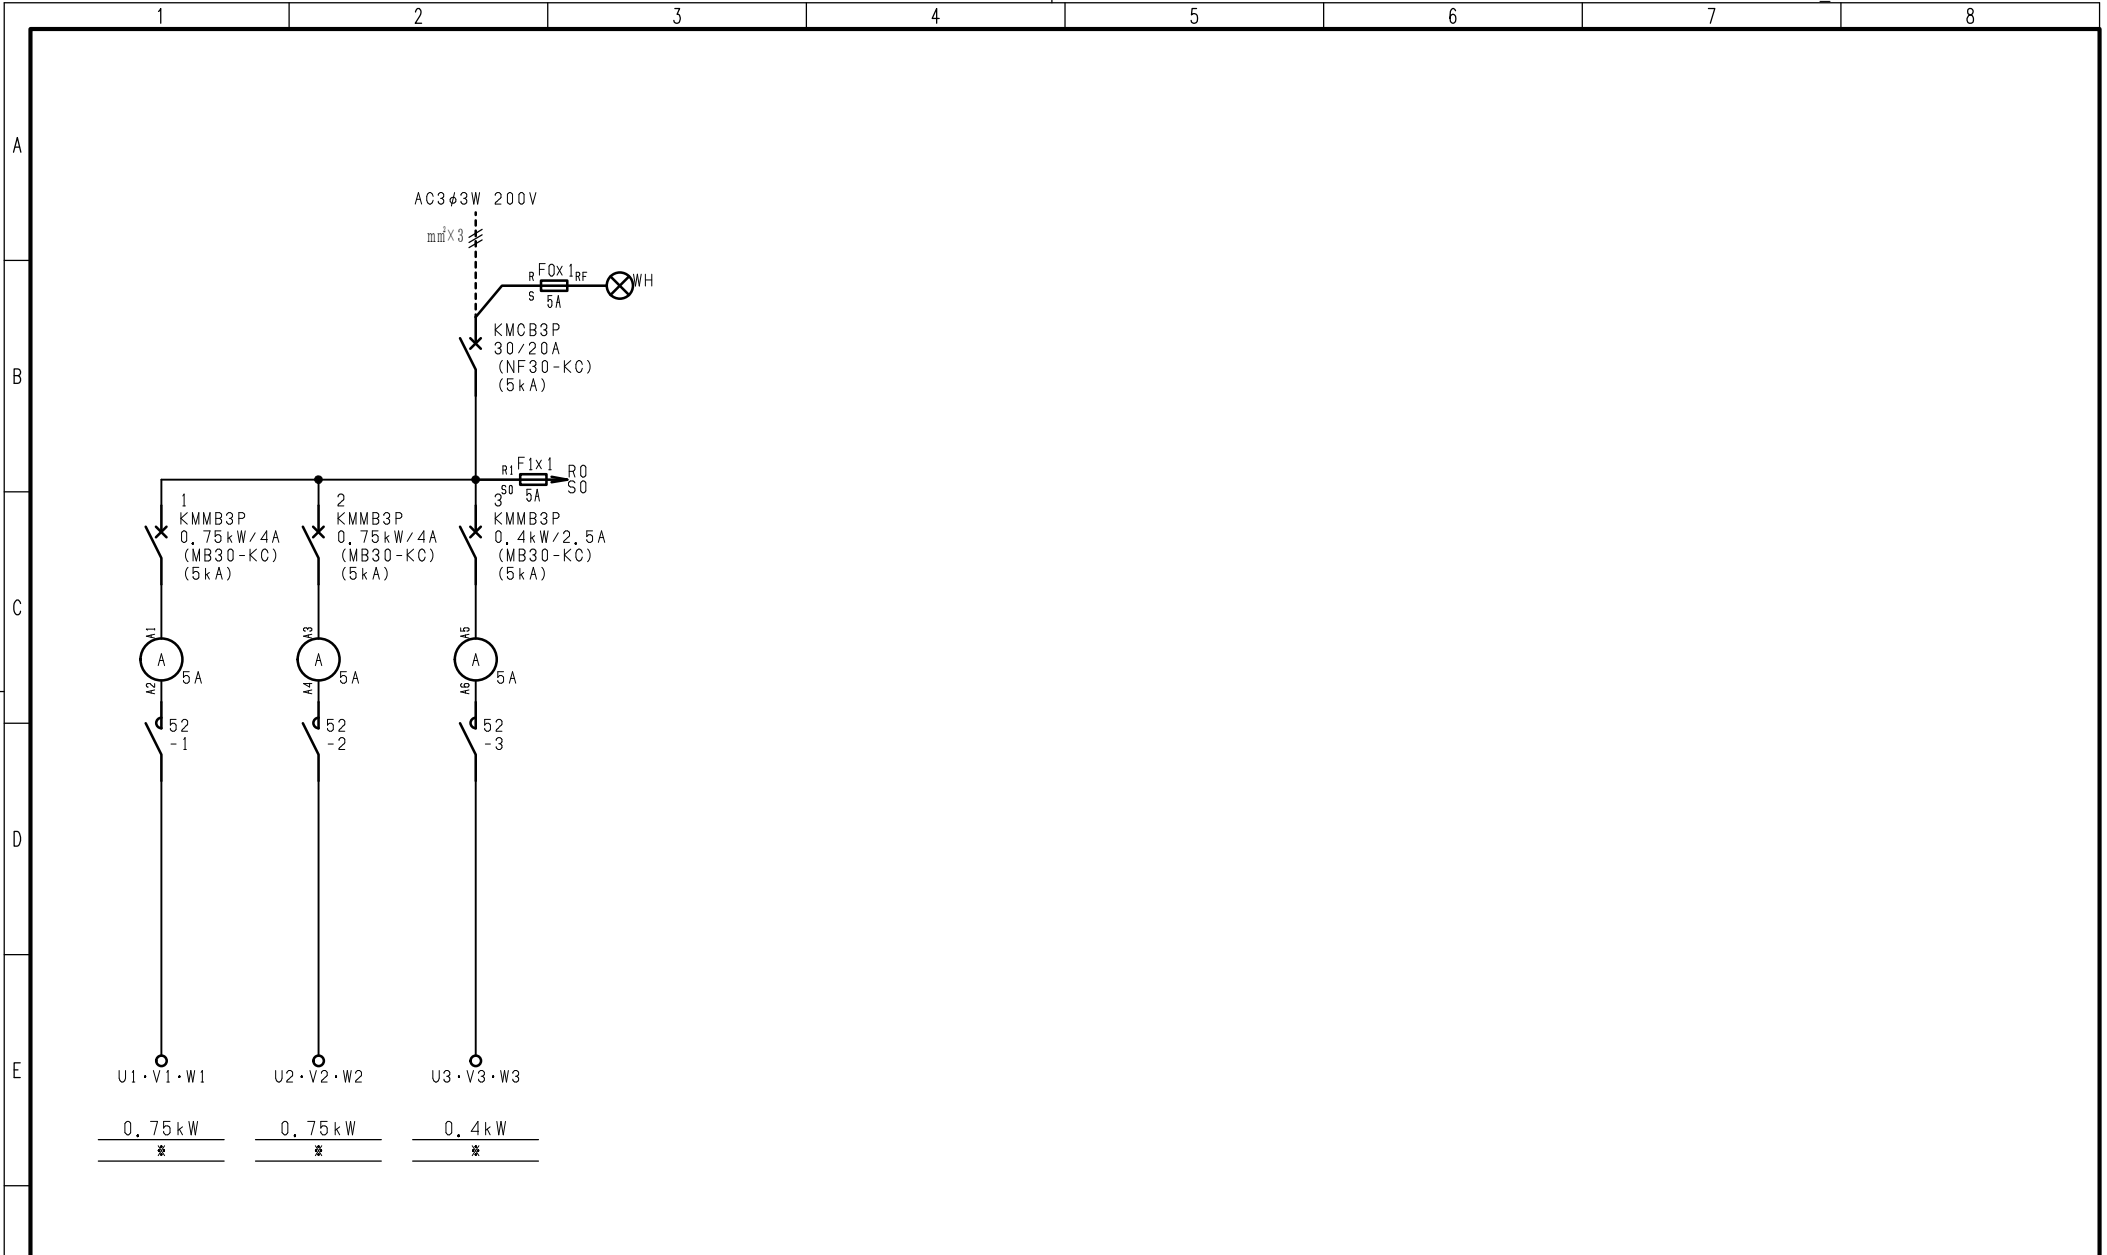 1 2 3 4 5 6 7 8
A
AC3φ3W 200V
mm²×3
R F0x1 RF WH
S 5A
KMCB3P
30/20A
(NF30-KC)
(5kA)
B
R1 F1x1 R0
S0 5A S0
1
KMMB3P
0.75kW/4A
(MB30-KC)
(5kA)
2
KMMB3P
0.75kW/4A
(MB30-KC)
(5kA)
3
KMMB3P
0.4kW/2.5A
(MB30-KC)
(5kA)
C
A1 A3 A5
A A A
5A 5A 5A
A2 A4 A6
52 52 52
-1 -2 -3
D
E
U1・V1・W1 U2・V2・W2 U3・V3・W3
0.75kW 0.75kW 0.4kW